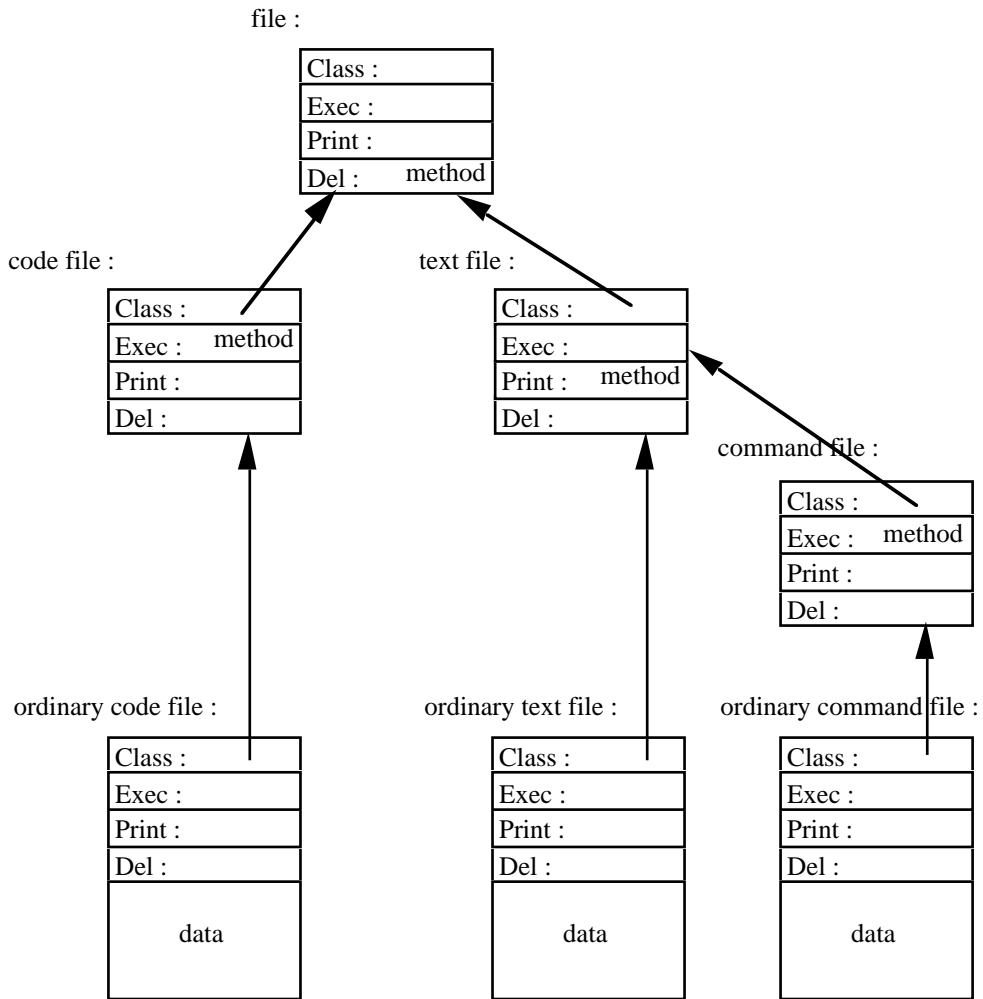 file :
Class :
Exec :
Print :
Del : method
code file :
Class :
Exec : method
Print :
Del :
text file :
Class :
Exec :
Print : method
Del :
command file :
Class :
Exec : method
Print :
Del :
ordinary code file :
Class :
Exec :
Print :
Del :
data
ordinary text file :
Class :
Exec :
Print :
Del :
data
ordinary command file :
Class :
Exec :
Print :
Del :
data